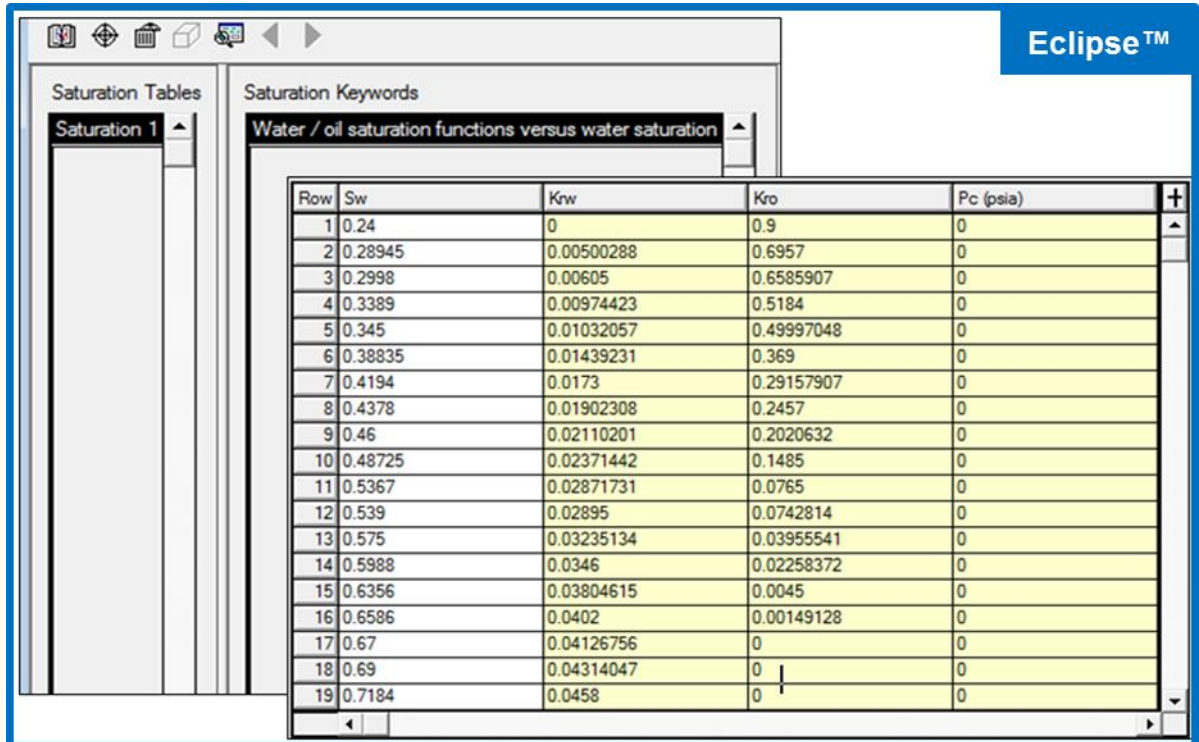 Eclipse™
Saturation Tables
Saturation Keywords
Saturation 1
Water / oil saturation functions versus water saturation
Row Sw Krw Kro Pc (psia)
1 0.24 0 0.9 0
2 0.28945 0.00500288 0.6957 0
3 0.2998 0.00605 0.6585907 0
4 0.3389 0.00974423 0.5184 0
5 0.345 0.01032057 0.49997048 0
6 0.38835 0.01439231 0.369 0
7 0.4194 0.0173 0.29157907 0
8 0.4378 0.01902308 0.2457 0
9 0.46 0.02110201 0.2020632 0
10 0.48725 0.02371442 0.1485 0
11 0.5367 0.02871731 0.0765 0
12 0.539 0.02895 0.0742814 0
13 0.575 0.03235134 0.03955541 0
14 0.5988 0.0346 0.02258372 0
15 0.6356 0.03804615 0.0045 0
16 0.6586 0.0402 0.00149128 0
17 0.67 0.04126756 0 0
18 0.69 0.04314047 0 0
19 0.7184 0.0458 0 0